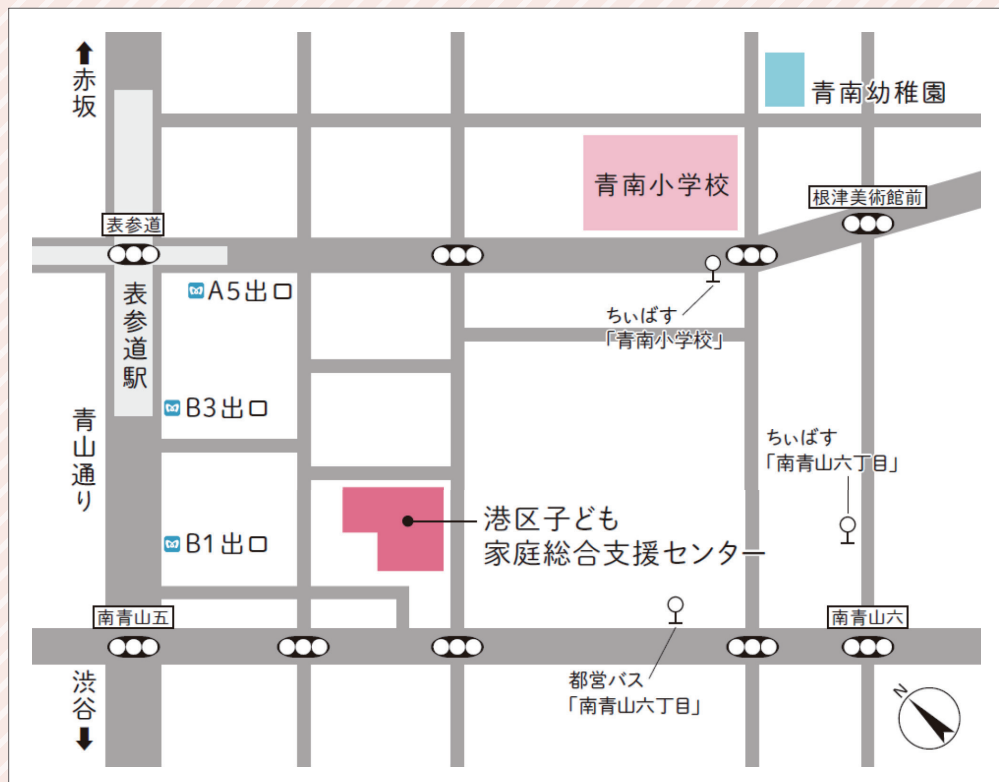 赤坂
青南幼稚園
青南小学校
根津美術館前
表参道
A5出口
表参道駅
ちぃばす
「青南小学校」
B3出口
青山通り
ちぃばす
「南青山六丁目」
港区子ども
家庭総合支援センター
B1出口
南青山五
南青山六
渋谷
都営バス
「南青山六丁目」
N